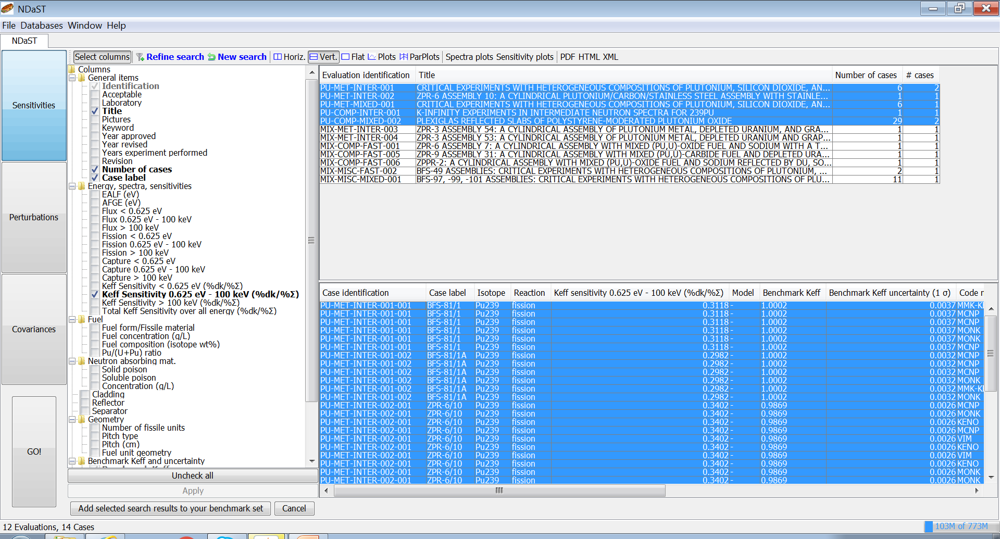 NDaST
File Databases Window Help
NDaST
Select columns Refine search New search Horiz. Vert. Flat Plots ParPlots Spectra plots Sensitivity plots PDF HTML XML
Sensitivities
Perturbations
Covariances
GO!
Columns
General items
Identification
Acceptable
Laboratory
Title
Pictures
Keyword
Year approved
Year revised
Years experiment performed
Revision
Number of cases
Case label
Energy, spectra, sensitivities
EALF (eV)
AFGE (eV)
Flux < 0.625 eV
Flux 0.625 eV - 100 keV
Flux > 100 keV
Fission < 0.625 eV
Fission 0.625 eV - 100 keV
Fission > 100 keV
Capture < 0.625 eV
Capture 0.625 eV - 100 keV
Capture > 100 keV
Keff Sensitivity < 0.625 eV (%dk/%Σ)
Keff Sensitivity 0.625 eV - 100 keV (%dk/%Σ)
Keff Sensitivity > 100 keV (%dk/%Σ)
Total Keff Sensitivity over all energy (%dk/%Σ)
Fuel
Fuel form/Fissile material
Fuel concentration (g/L)
Fuel composition (isotope wt%)
Pu/(U+Pu) ratio
Neutron absorbing mat.
Solid poison
Soluble poison
Concentration (g/L)
Cladding
Reflector
Separator
Geometry
Number of fissile units
Pitch type
Pitch (cm)
Fuel unit geometry
Benchmark Keff and uncertainty
Uncheck all
Apply
Add selected search results to your benchmark set Cancel
Evaluation identification Title Number of cases # cases
PU-MET-INTER-001 CRITICAL EXPERIMENTS WITH HETEROGENEOUS COMPOSITIONS OF PLUTONIUM, SILICON DIOXIDE, AN... 6 2
PU-MET-INTER-002 ZPR-6 ASSEMBLY 10: A CYLINDRICAL PLUTONIUM/CARBON/STAINLESS STEEL ASSEMBLY WITH STAINLE... 1 1
PU-MET-MIXED-001 CRITICAL EXPERIMENTS WITH HETEROGENEOUS COMPOSITIONS OF PLUTONIUM, SILICON DIOXIDE, AN... 6 1
PU-COMP-INTER-001 K-INFINITY EXPERIMENTS IN INTERMEDIATE NEUTRON SPECTRA FOR 239PU 1 1
PU-COMP-MIXED-002 PLEXIGLAS REFLECTED SLABS OF POLYSTYRENE-MODERATED PLUTONIUM OXIDE 29 2
MIX-MET-INTER-003 ZPR-3 ASSEMBLY 54: A CYLINDRICAL ASSEMBLY OF PLUTONIUM METAL, DEPLETED URANIUM, AND GRA... 1 1
MIX-MET-INTER-004 ZPR-3 ASSEMBLY 53: A CYLINDRICAL ASSEMBLY OF PLUTONIUM METAL, DEPLETED URANIUM AND GRAP... 1 1
MIX-COMP-FAST-001 ZPR-6 ASSEMBLY 7: A CYLINDRICAL ASSEMBLY WITH MIXED (PU,U)-OXIDE FUEL AND SODIUM WITH A T... 1 1
MIX-COMP-FAST-005 ZPR-9 ASSEMBLY 31: A CYLINDRICAL ASSEMBLY WITH MIXED (PU,U)-CARBIDE FUEL AND DEPLETED URA... 1 1
MIX-COMP-FAST-006 ZPPR-2: A CYLINDRICAL ASSEMBLY WITH MIXED (PU,U)-OXIDE FUEL AND SODIUM REFLECTED BY DU, SO... 1 1
MIX-MISC-FAST-002 BFS-49 ASSEMBLIES: CRITICAL EXPERIMENTS WITH HETEROGENEOUS COMPOSITIONS OF PLUTONIUM, ... 2 1
MIX-MISC-MIXED-001 BFS-97, -99, -101 ASSEMBLIES: CRITICAL EXPERIMENTS WITH HETEROGENEOUS COMPOSITIONS OF PLU... 11 1
Case identification Case label Isotope Reaction Keff sensitivity 0.625 eV - 100 keV (%dk/%Σ) Model Benchmark Keff Benchmark Keff uncertainty (1 σ) Code
PU-MET-INTER-001-001 BFS-81/1 Pu239 fission 0.3118 - 1.0002 0.0037 MMK-KE
PU-MET-INTER-001-001 BFS-81/1 Pu239 fission 0.3118 - 1.0002 0.0037 MCNP
PU-MET-INTER-001-001 BFS-81/1 Pu239 fission 0.3118 - 1.0002 0.0037 MCNP
PU-MET-INTER-001-001 BFS-81/1 Pu239 fission 0.3118 - 1.0002 0.0037 MONK
PU-MET-INTER-001-001 BFS-81/1 Pu239 fission 0.3118 - 1.0002 0.0037 MONK
PU-MET-INTER-001-001 BFS-81/1 Pu239 fission 0.3118 - 1.0002 0.0037 MCNP
PU-MET-INTER-001-002 BFS-81/1A Pu239 fission 0.2982 - 1.0002 0.0032 MCNP
PU-MET-INTER-001-002 BFS-81/1A Pu239 fission 0.2982 - 1.0002 0.0032 MCNP
PU-MET-INTER-001-002 BFS-81/1A Pu239 fission 0.2982 - 1.0002 0.0032 MCNP
PU-MET-INTER-001-002 BFS-81/1A Pu239 fission 0.2982 - 1.0002 0.0032 MONK
PU-MET-INTER-001-002 BFS-81/1A Pu239 fission 0.2982 - 1.0002 0.0032 MMK-KE
PU-MET-INTER-001-002 BFS-81/1A Pu239 fission 0.2982 - 1.0002 0.0032 MONK
PU-MET-INTER-002-001 ZPR-6/10 Pu239 fission 0.3402 - 0.9869 0.0026 MCNP
PU-MET-INTER-002-001 ZPR-6/10 Pu239 fission 0.3402 - 0.9869 0.0026 MONK
PU-MET-INTER-002-001 ZPR-6/10 Pu239 fission 0.3402 - 0.9869 0.0026 KENO
PU-MET-INTER-002-001 ZPR-6/10 Pu239 fission 0.3402 - 0.9869 0.0026 MCNP
PU-MET-INTER-002-001 ZPR-6/10 Pu239 fission 0.3402 - 0.9869 0.0026 VIM
PU-MET-INTER-002-001 ZPR-6/10 Pu239 fission 0.3402 - 0.9869 0.0026 KENO
PU-MET-INTER-002-001 ZPR-6/10 Pu239 fission 0.3402 - 0.9869 0.0026 VIM
PU-MET-INTER-002-001 ZPR-6/10 Pu239 fission 0.3402 - 0.9869 0.0026 KENO
PU-MET-INTER-002-001 ZPR-6/10 Pu239 fission 0.3402 - 0.9869 0.0026 MONK
PU-MET-INTER-002-001 ZPR-6/10 Pu239 fission 0.3402 - 0.9869 0.0026 MONK
12 Evaluations, 14 Cases
103M of 773M